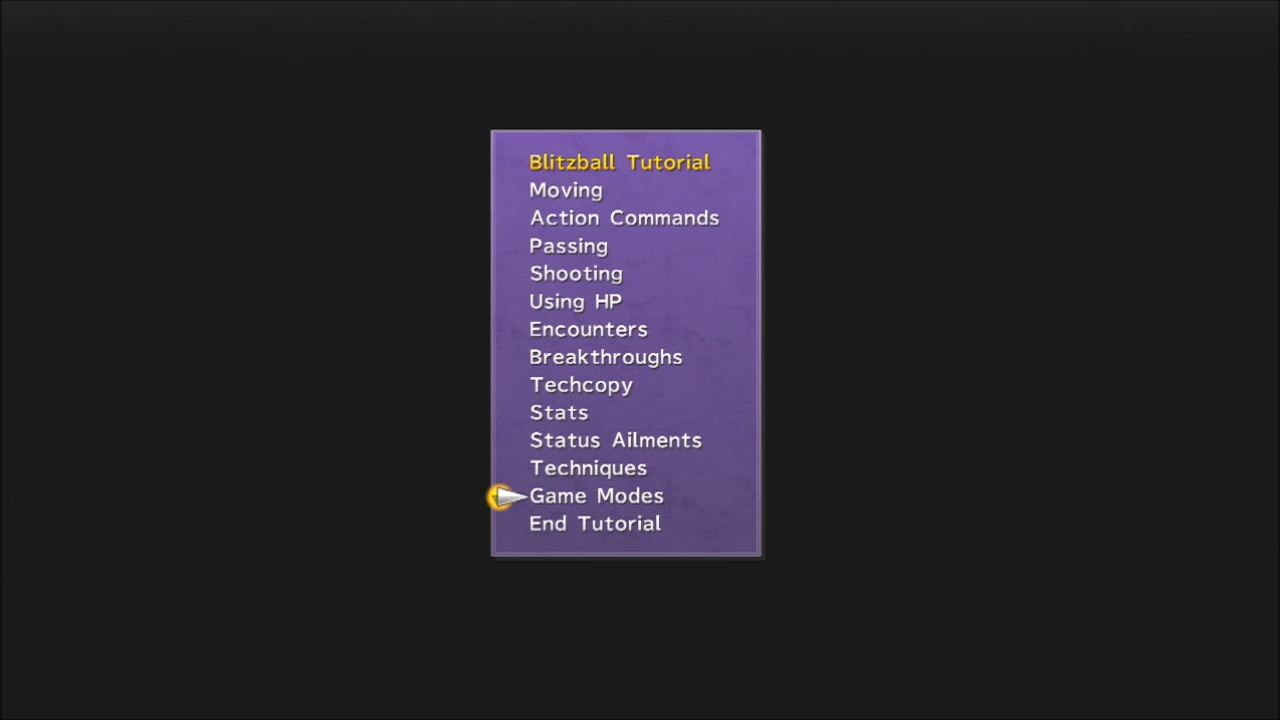 Blitzball Tutorial
Moving
Action Commands
Passing
Shooting
Using HP
Encounters
Breakthroughs
Techcopy
Stats
Status Ailments
Techniques
Game Modes
End Tutorial